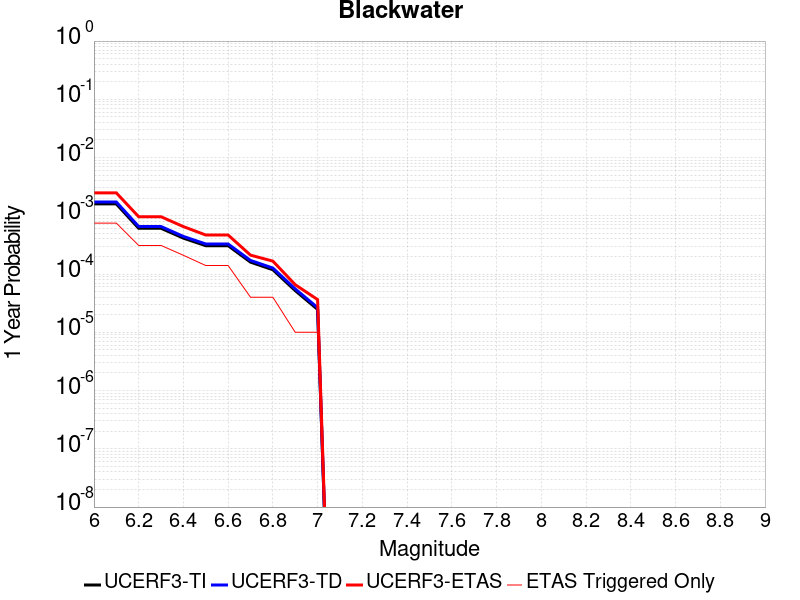 Blackwater
10^0
10^-1
10^-2
10^-3
10^-4
10^-5
10^-6
10^-7
10^-8
1 Year Probability
6 6.2 6.4 6.6 6.8 7 7.2 7.4 7.6 7.8 8 8.2 8.4 8.6 8.8 9
Magnitude
UCERF3-TI UCERF3-TD UCERF3-ETAS ETAS Triggered Only